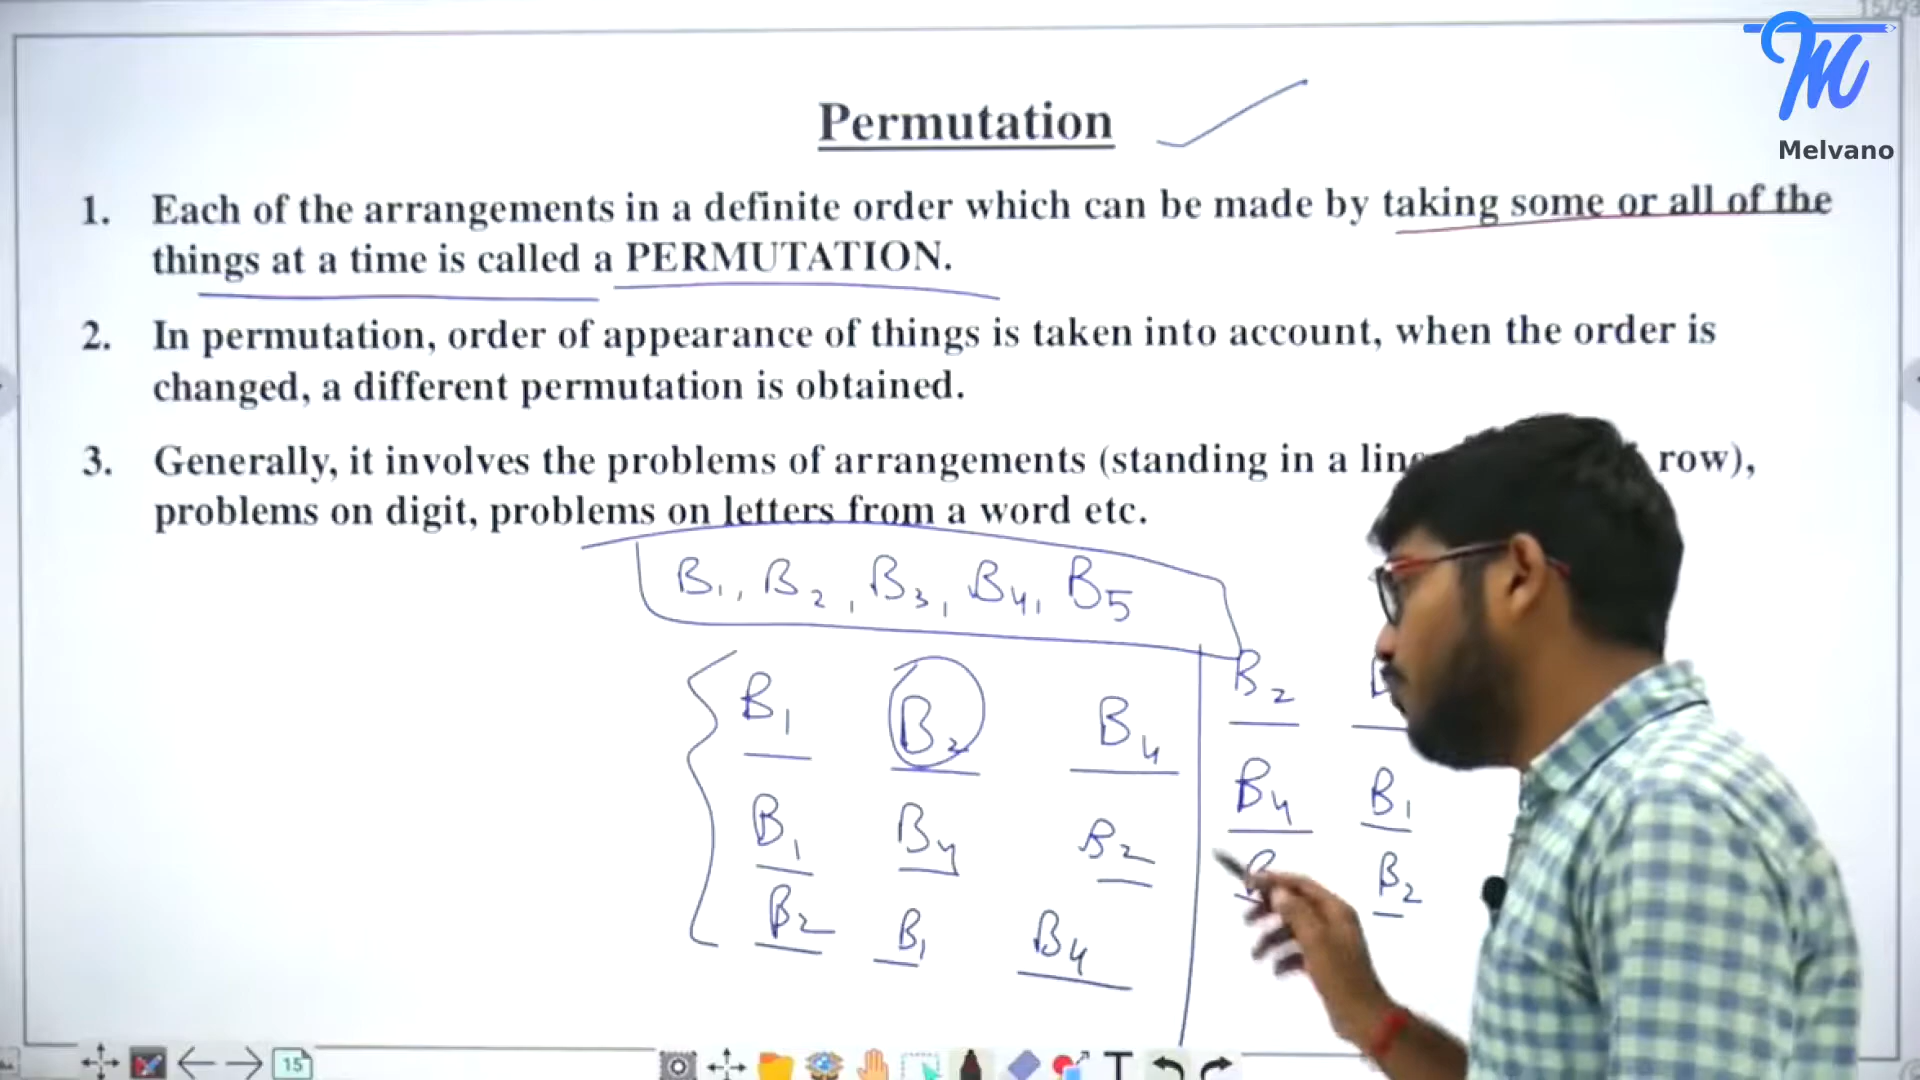 15/93
Melvano
Permutation
1. Each of the arrangements in a definite order which can be made by taking some or all of the
things at a time is called a PERMUTATION.
2. In permutation, order of appearance of things is taken into account, when the order is
changed, a different permutation is obtained.
3. Generally, it involves the problems of arrangements (standing in a line row),
problems on digit, problems on letters from a word etc.
B1, B2, B3, B4, B5
B1 B2 B4
B1 B4 B2
B2 B1 B4
B2
B4 B1
B2
15
T